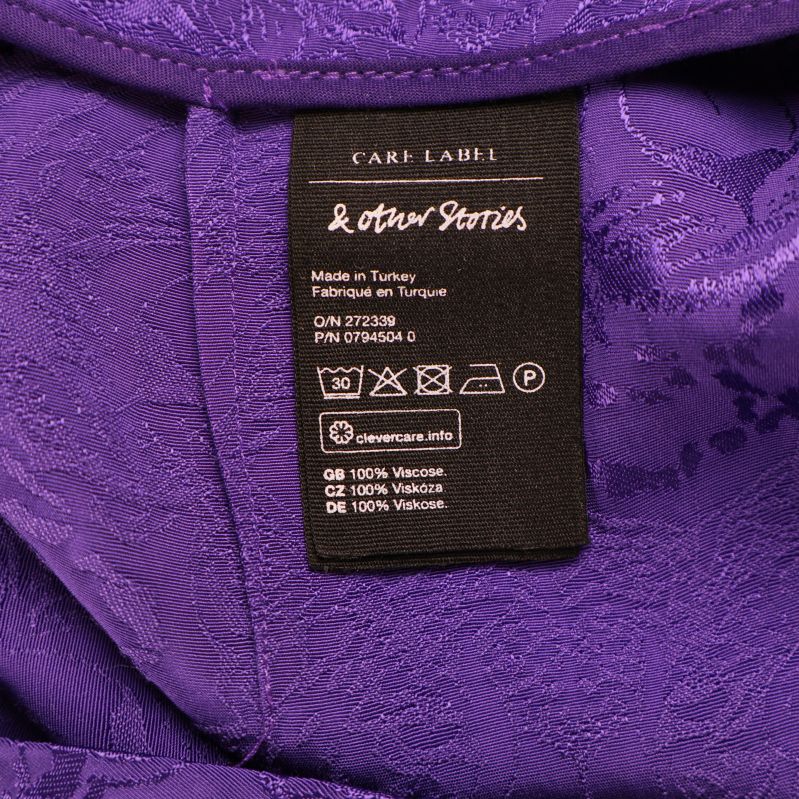 CARE LABEL
& other Stories
Made in Turkey
Fabriqué en Turquie
O/N 272339
P/N 0794504 0
30 P
clevercare.info
GB 100% Viscose.
CZ 100% Viskóza
DE 100% Viskose.